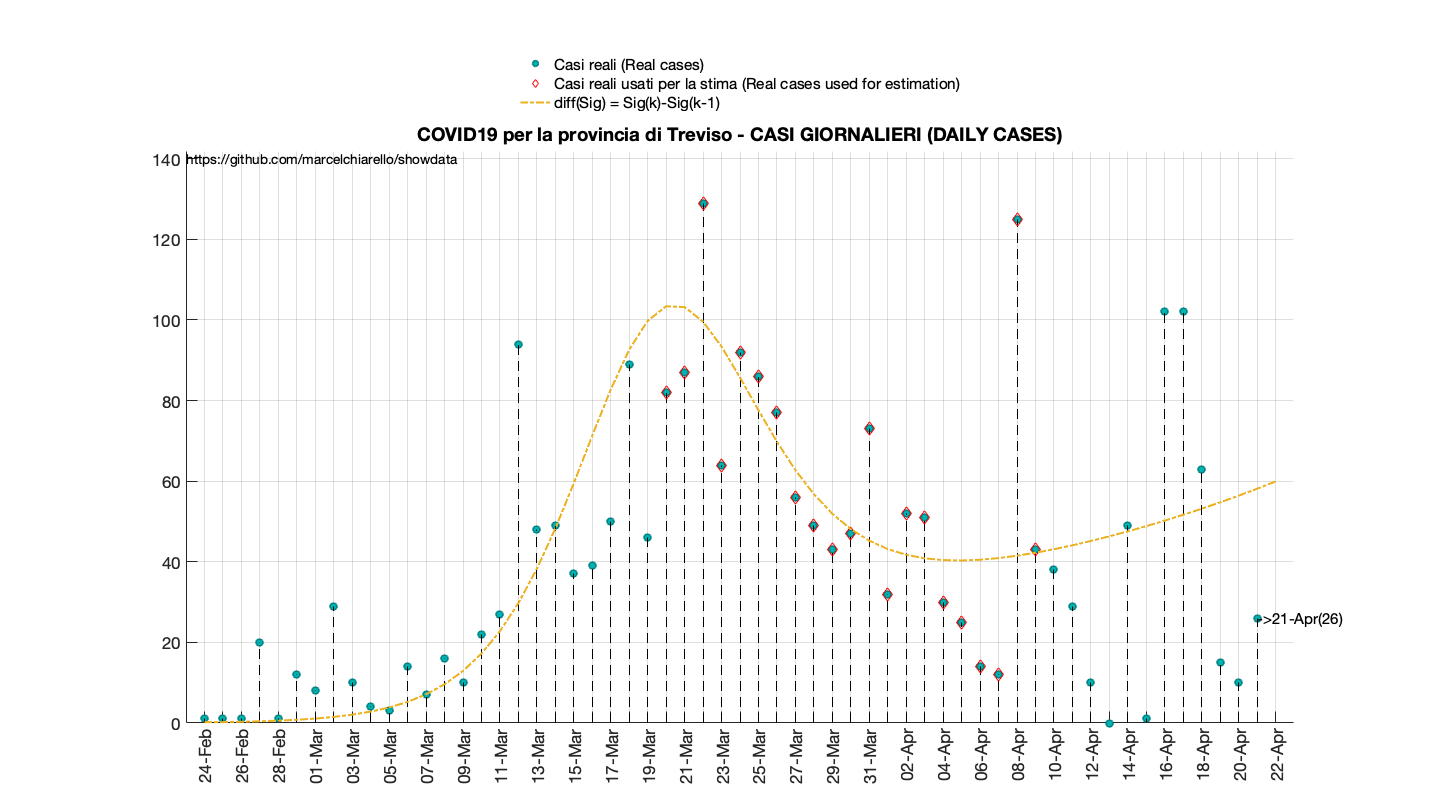 Casi reali (Real cases)
Casi reali usati per la stima (Real cases used for estimation)
diff(Sig) = Sig(k)-Sig(k-1)
COVID19 per la provincia di Treviso - CASI GIORNALIERI (DAILY CASES)
https://github.com/marcelchiarello/showdata
140
120
100
80
60
40
20
0
>21-Apr(26)
24-Feb
26-Feb
28-Feb
01-Mar
03-Mar
05-Mar
07-Mar
09-Mar
11-Mar
13-Mar
15-Mar
17-Mar
19-Mar
21-Mar
23-Mar
25-Mar
27-Mar
29-Mar
31-Mar
02-Apr
04-Apr
06-Apr
08-Apr
10-Apr
12-Apr
14-Apr
16-Apr
18-Apr
20-Apr
22-Apr